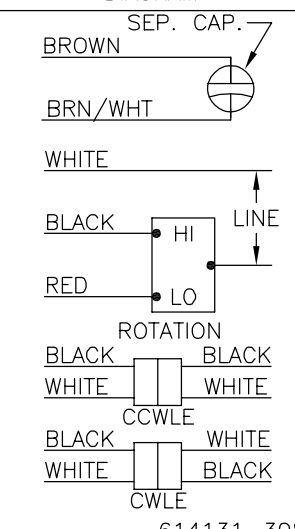 SEP. CAP.
BROWN
BRN/WHT
WHITE
BLACK HI LINE
RED LO
ROTATION
BLACK BLACK
WHITE WHITE
CCWLE
BLACK WHITE
WHITE BLACK
CWLE